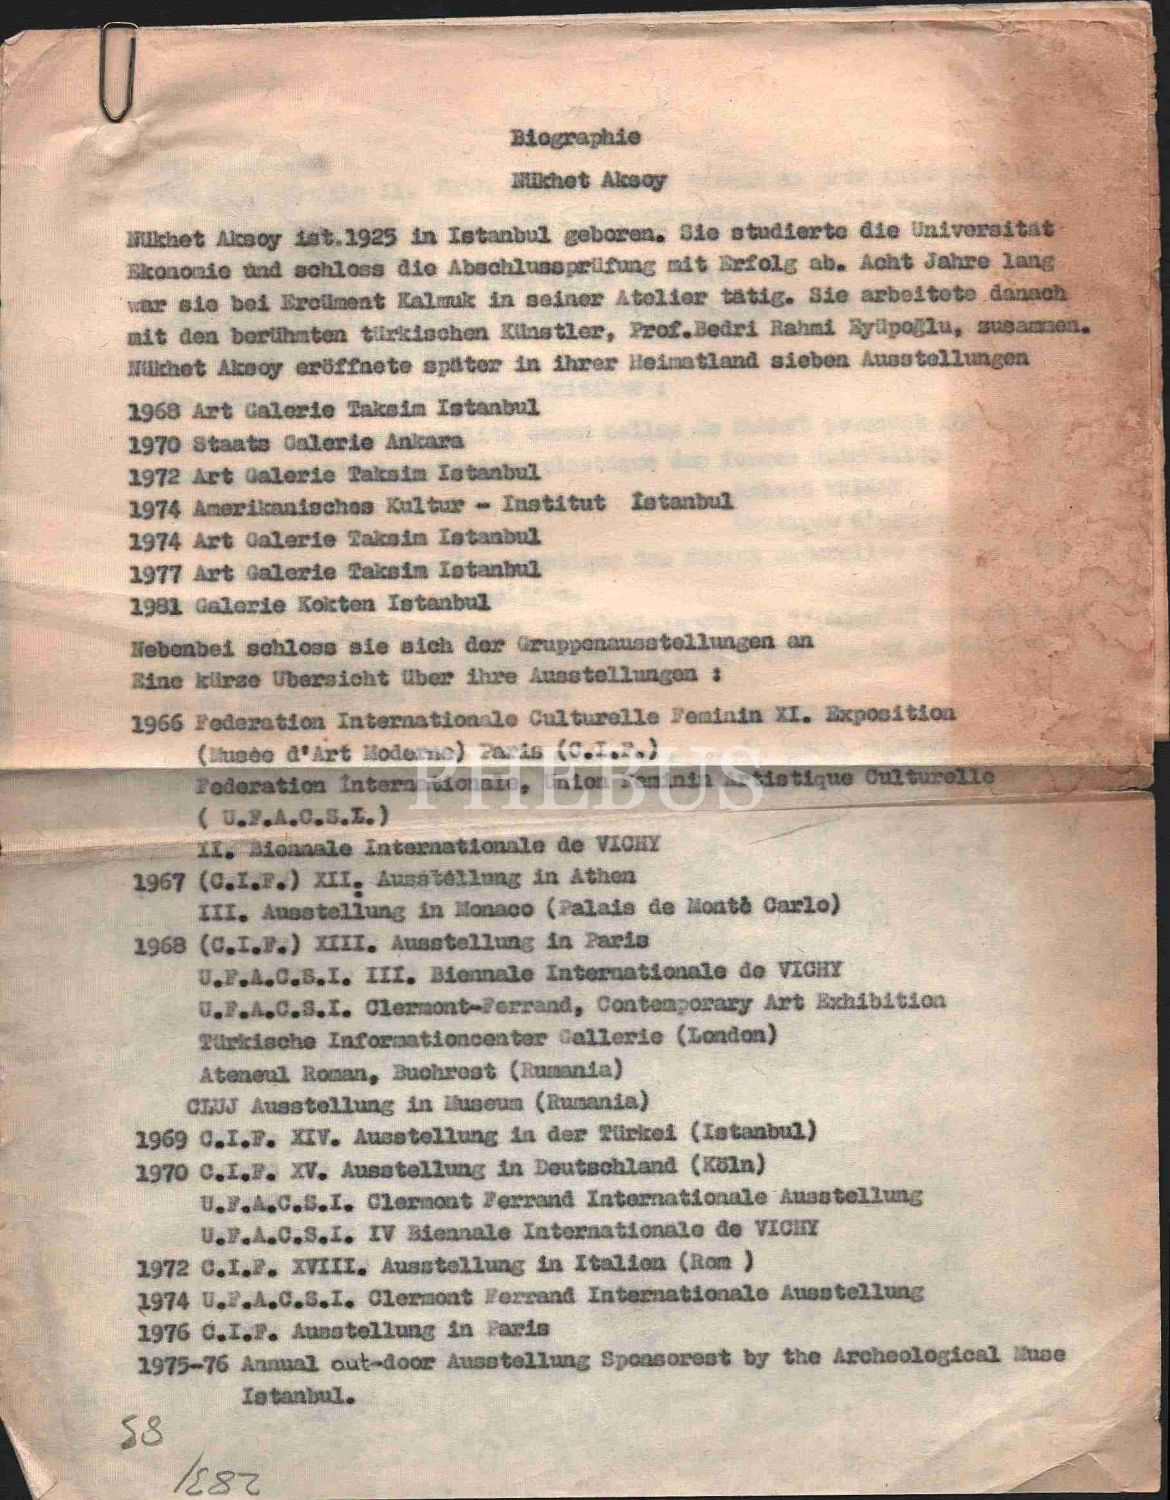 Biographie
Nükhet Aksoy
Nükhet Aksoy ist.1925 in Istanbul geboren. Sie studierte die Universität
Ekonomie und schloss die Abschlussprüfung mit Erfolg ab. Acht Jahre lang
war sie bei Ercüment Kalmuk in seiner Atelier tätig. Sie arbeitete danach
mit den berühmten türkischen Künstler, Prof.Bedri Rahmi Eyüpoğlu, zusammen.
Nükhet Aksoy eröffnete später in ihrer Heimatland sieben Ausstellungen
1968 Art Galerie Taksim Istanbul
1970 Staats Galerie Ankara
1972 Art Galerie Taksim Istanbul
1974 Amerikanisches Kultur - Institut İstanbul
1974 Art Galerie Taksim Istanbul
1977 Art Galerie Taksim Istanbul
1981 Galerie Kokten Istanbul
Nebenbei schloss sie sich der Gruppenausstellungen an
Eine kürze Ubersicht über ihre Ausstellungen :
1966 Federation Internationale Culturelle Feminin XI. Exposition
(Musée d'Art Moderne) Paris (C.I.F.)
PHEBUS
Federation İnternationale, Union Feminin Artistique Culturelle
( U.F.A.C.S.L.)
II. Biennale Internationale de VICHY
1967 (C.I.F.) XII. Ausstellung in Athen
III. Ausstellung in Monaco (Palais de Montè Carlo)
1968 (C.I.F.) XIII. Ausstellung in Paris
U.F.A.C.S.I. III. Biennale Internationale de VICHY
U.F.A.C.S.I. Clermont-Ferrand, Contemporary Art Exhibition
Türkische Informationcenter Gallerie (London)
Ateneul Roman, Buchrest (Rumania)
CLUJ Ausstellung in Museum (Rumania)
1969 C.I.F. XIV. Ausstellung in der Türkei (Istanbul)
1970 C.I.F. XV. Ausstellung in Deutschland (Köln)
U.F.A.C.S.I. Clermont Ferrand Internationale Ausstellung
U.F.A.C.S.I. IV Biennale Internationale de VICHY
1972 C.I.F. XVIII. Ausstellung in Italien (Rom )
1974 U.F.A.C.S.I. Clermont Ferrand Internationale Ausstellung
1976 C.I.F. Ausstellung in Paris
1975-76 Annual out-door Ausstellung Sponsorest by the Archeological Muse
Istanbul.